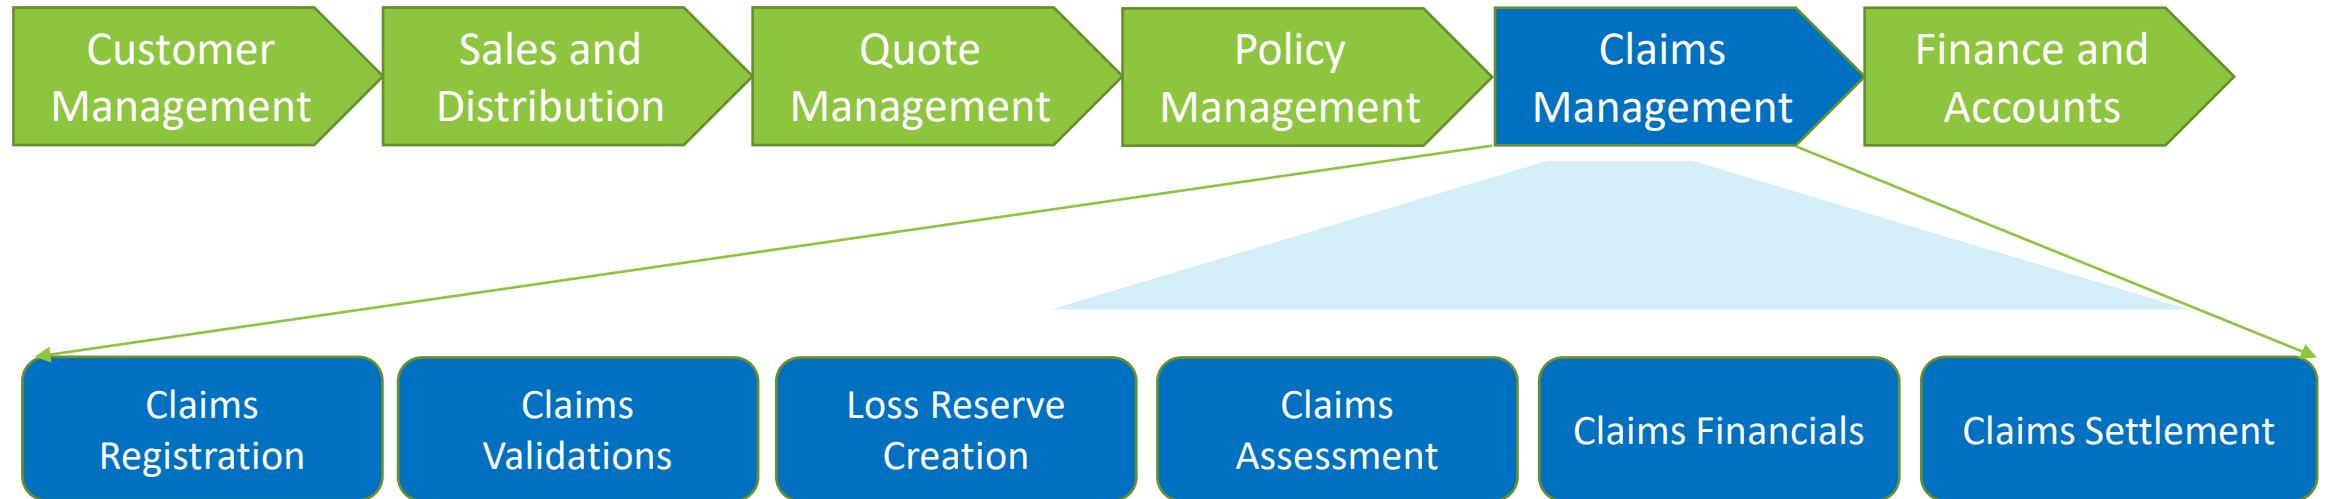 Customer
Management
Sales and
Distribution
Quote
Management
Policy
Management
Claims
Management
Finance and
Accounts
Claims
Registration
Claims
Validations
Loss Reserve
Creation
Claims
Assessment
Claims Financials
Claims Settlement